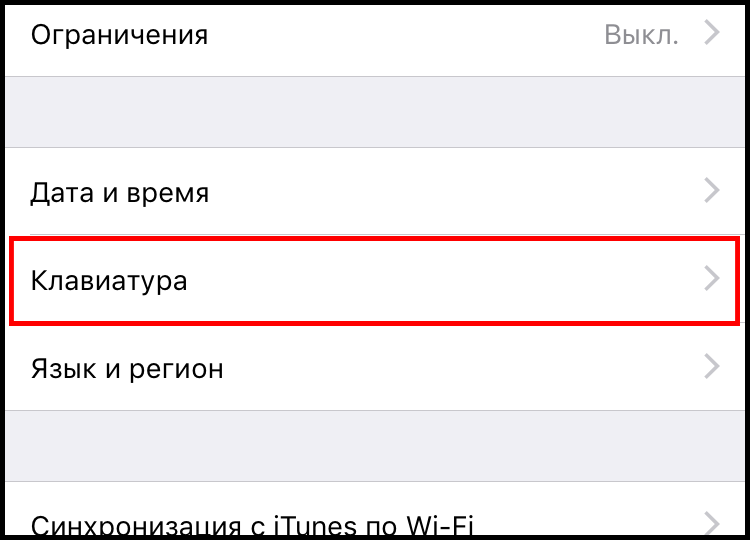 Ограничения Выкл.
Дата и время
Клавиатура
Язык и регион
Синхронизация с iTunes по Wi-Fi